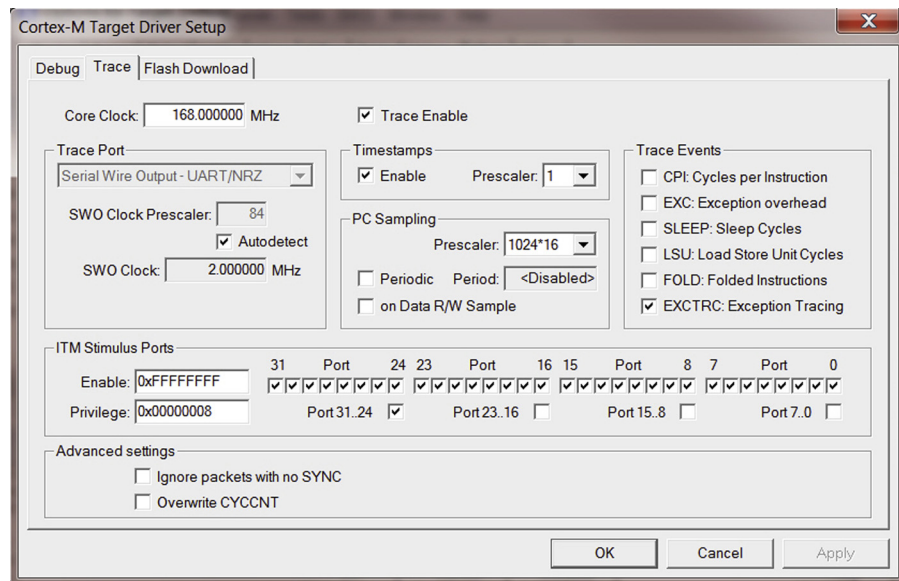 Cortex-M Target Driver Setup
Debug Trace Flash Download
Core Clock: 168.000000 MHz
Trace Enable
Trace Port
Serial Wire Output - UART/NRZ
SWO Clock Prescaler: 84
Autodetect
SWO Clock: 2.000000 MHz
Timestamps
Enable Prescaler: 1
PC Sampling
Prescaler: 1024*16
Periodic Period: <Disabled>
on Data R/W Sample
Trace Events
CPI: Cycles per Instruction
EXC: Exception overhead
SLEEP: Sleep Cycles
LSU: Load Store Unit Cycles
FOLD: Folded Instructions
EXCTRC: Exception Tracing
ITM Stimulus Ports
31 Port 24 23 Port 16 15 Port 8 7 Port 0
Enable: 0xFFFFFFFF
Privilege: 0x00000008
Port 31..24 Port 23..16 Port 15..8 Port 7..0
Advanced settings
Ignore packets with no SYNC
Overwrite CYCCNT
OK Cancel Apply